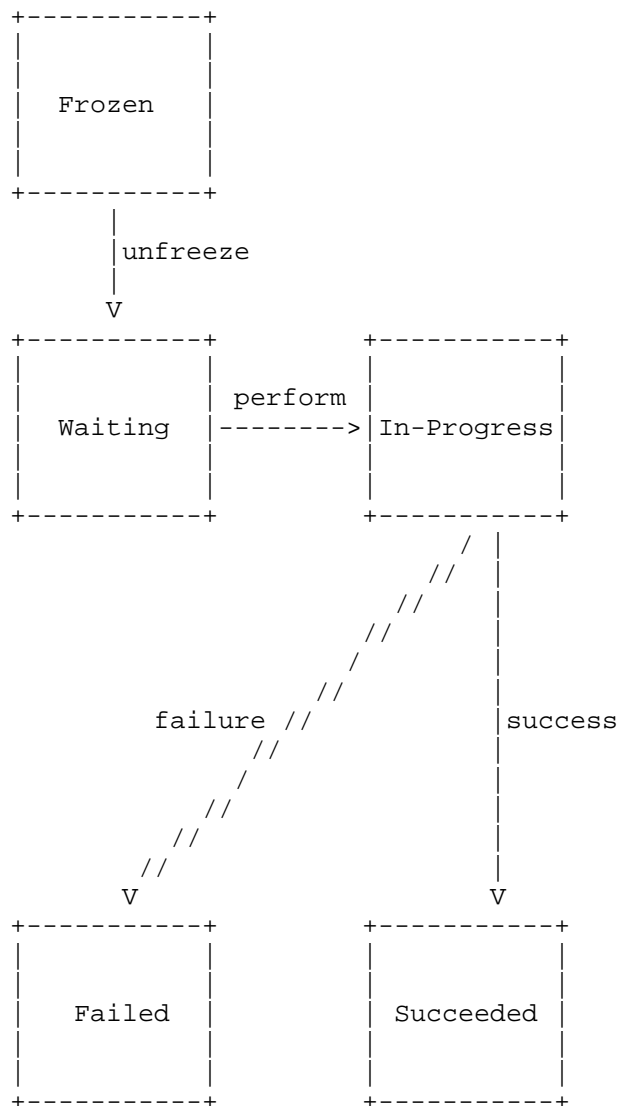 Frozen
unfreeze
perform
Waiting
In-Progress
failure
success
Failed
Succeeded